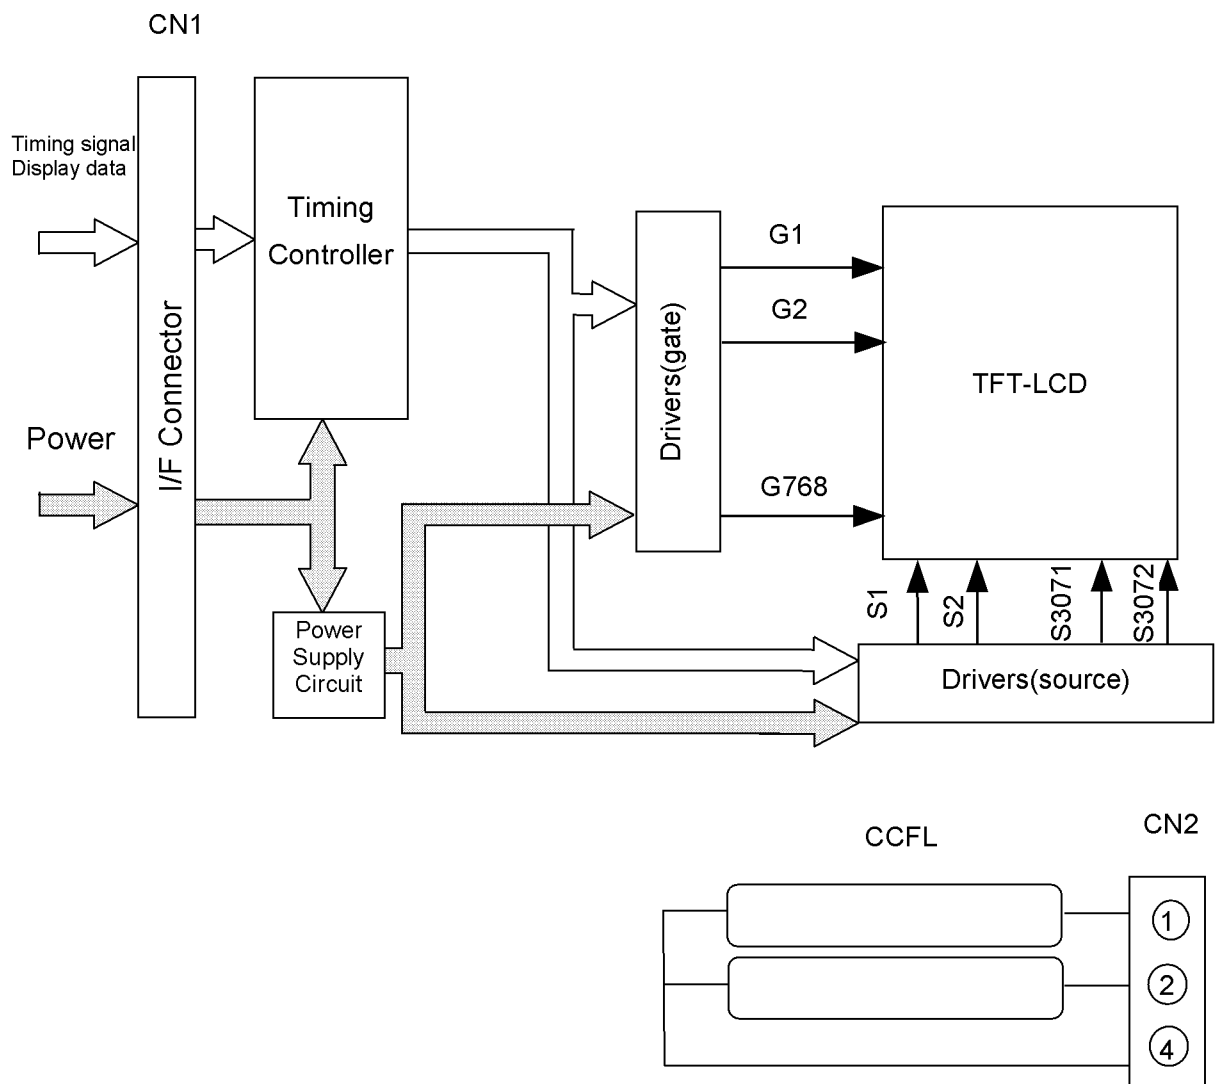 CN1
Timing signal
Display data
Power
I/F Connector
Timing
Controller
Power
Supply
Circuit
Drivers(gate)
G1
G2
G768
TFT-LCD
S1
S2
S3071
S3072
Drivers(source)
CCFL
CN2
1
2
4